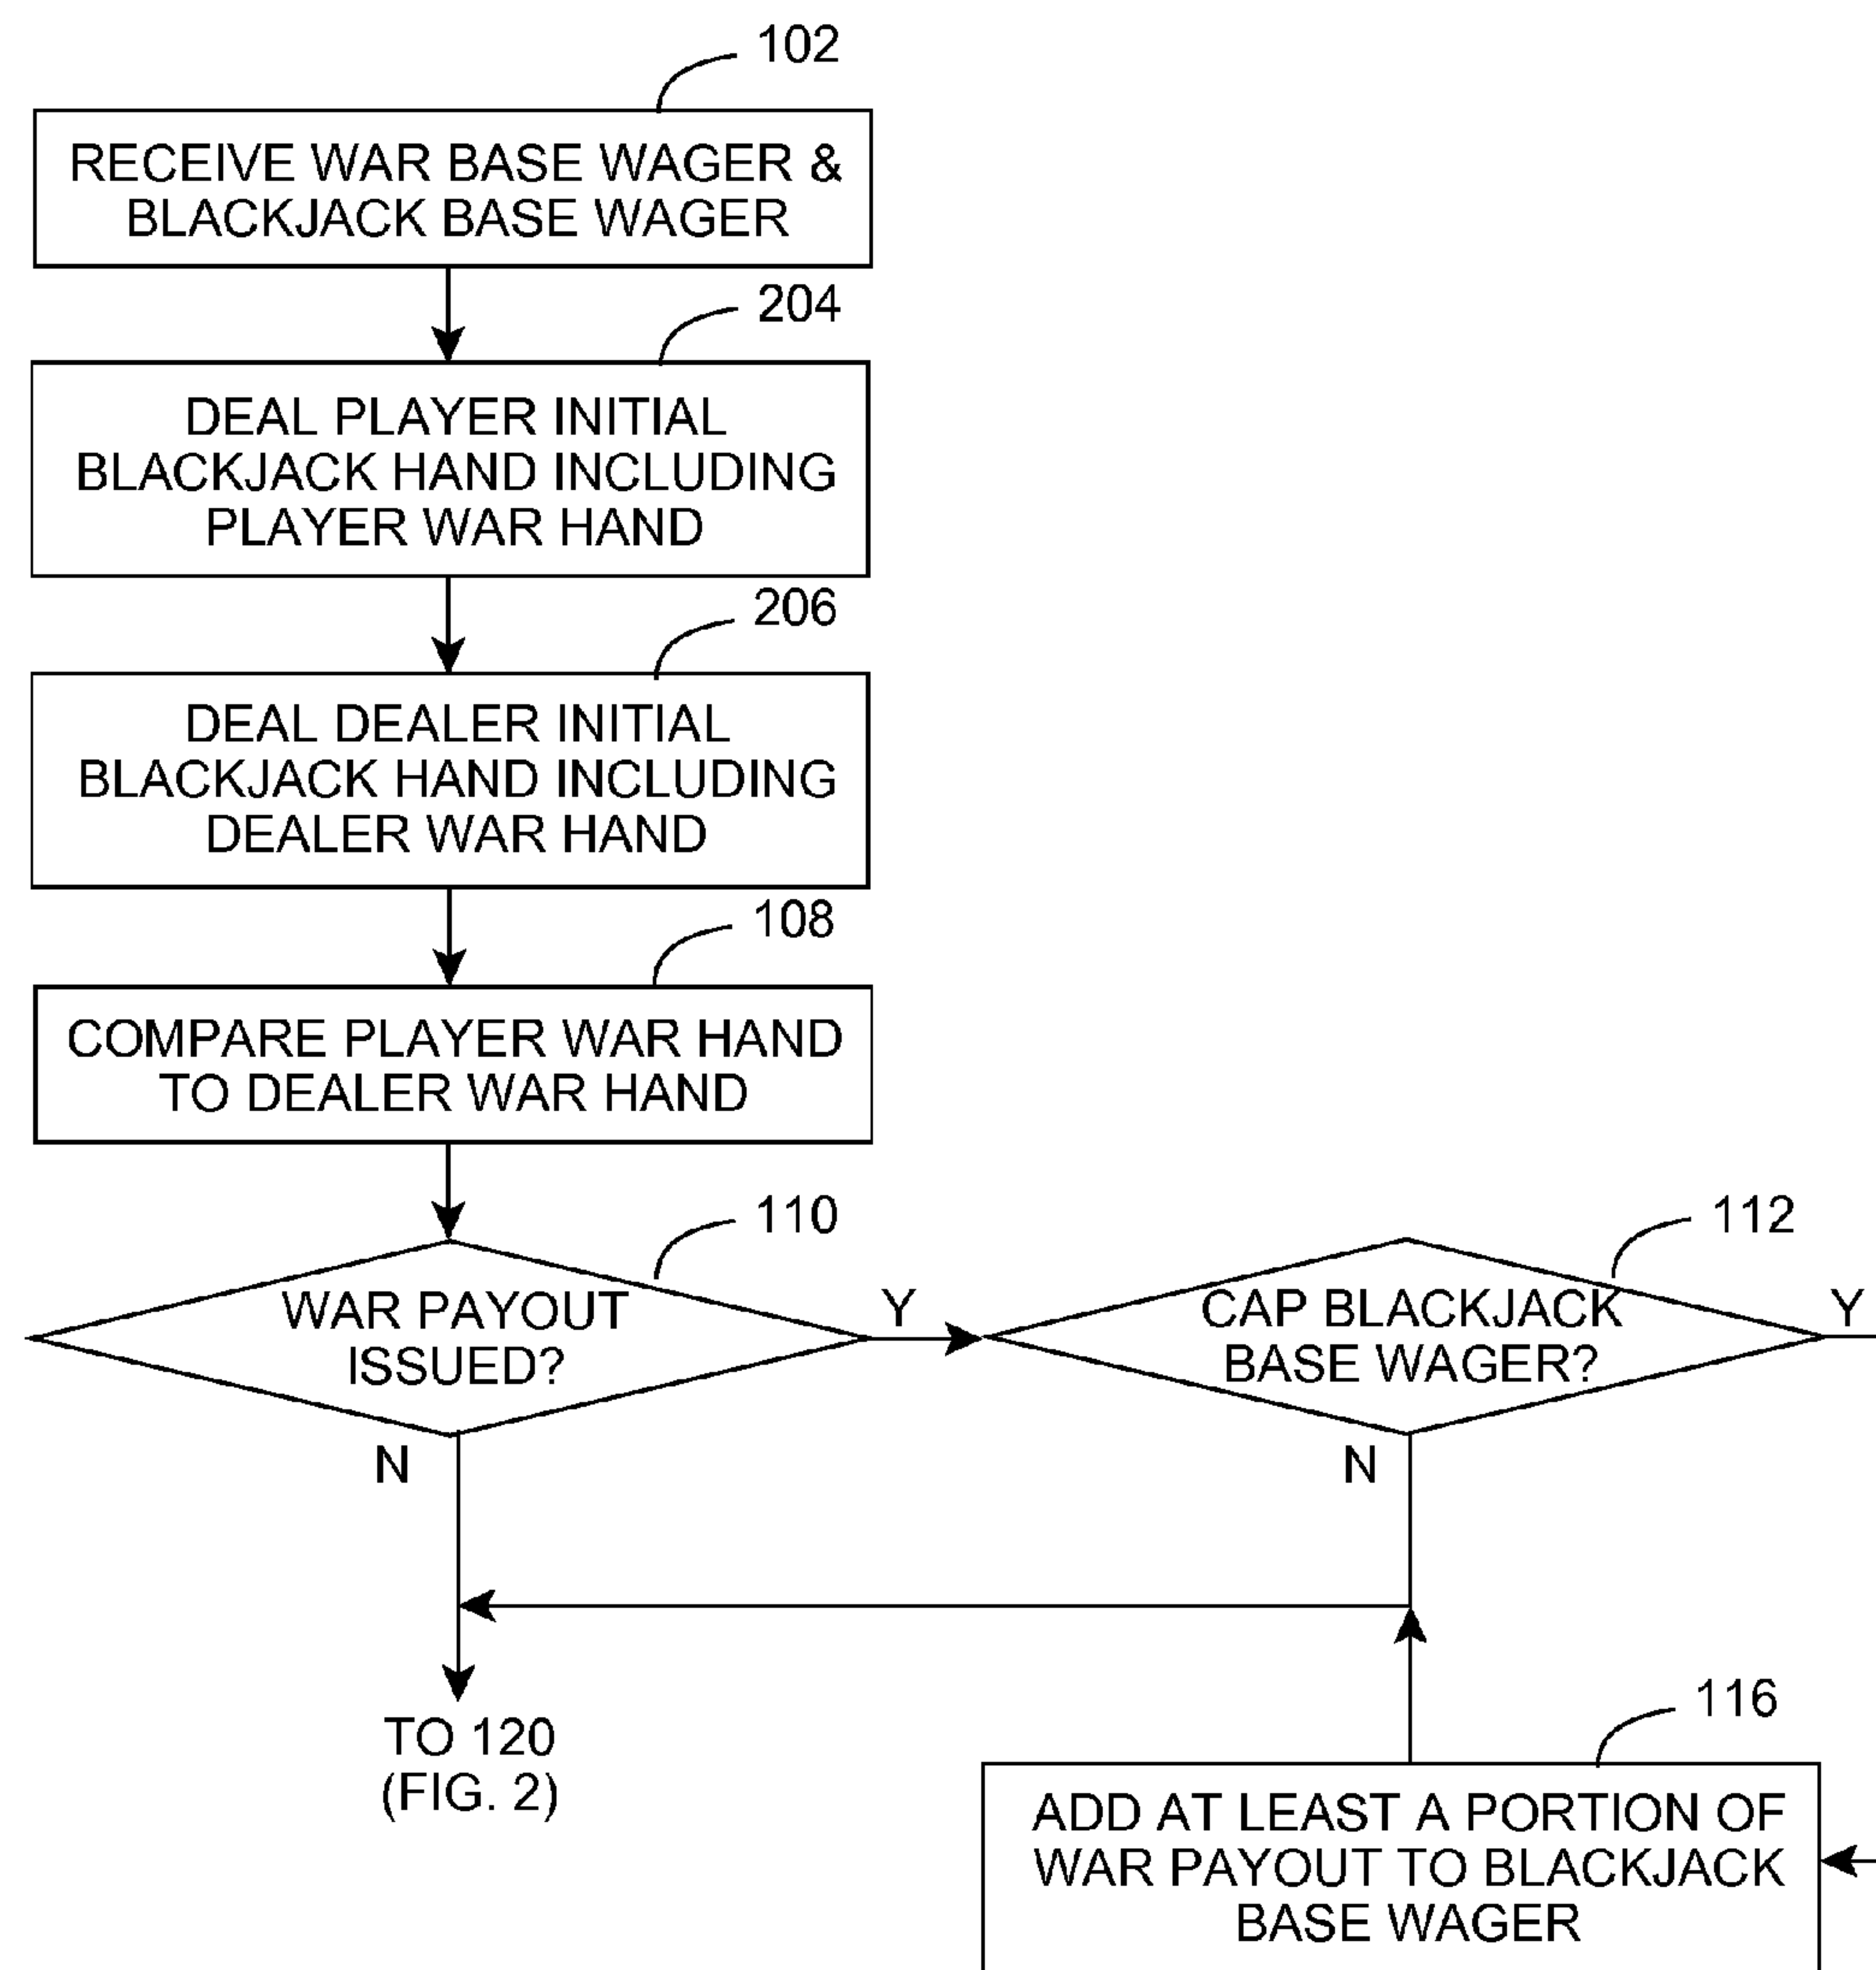 102
RECEIVE WAR BASE WAGER &
BLACKJACK BASE WAGER
204
DEAL PLAYER INITIAL
BLACKJACK HAND INCLUDING
PLAYER WAR HAND
206
DEAL DEALER INITIAL
BLACKJACK HAND INCLUDING
DEALER WAR HAND
108
COMPARE PLAYER WAR HAND
TO DEALER WAR HAND
110
WAR PAYOUT
ISSUED?
Y
N
112
CAP BLACKJACK
BASE WAGER?
Y
N
TO 120
(FIG. 2)
116
ADD AT LEAST A PORTION OF
WAR PAYOUT TO BLACKJACK
BASE WAGER